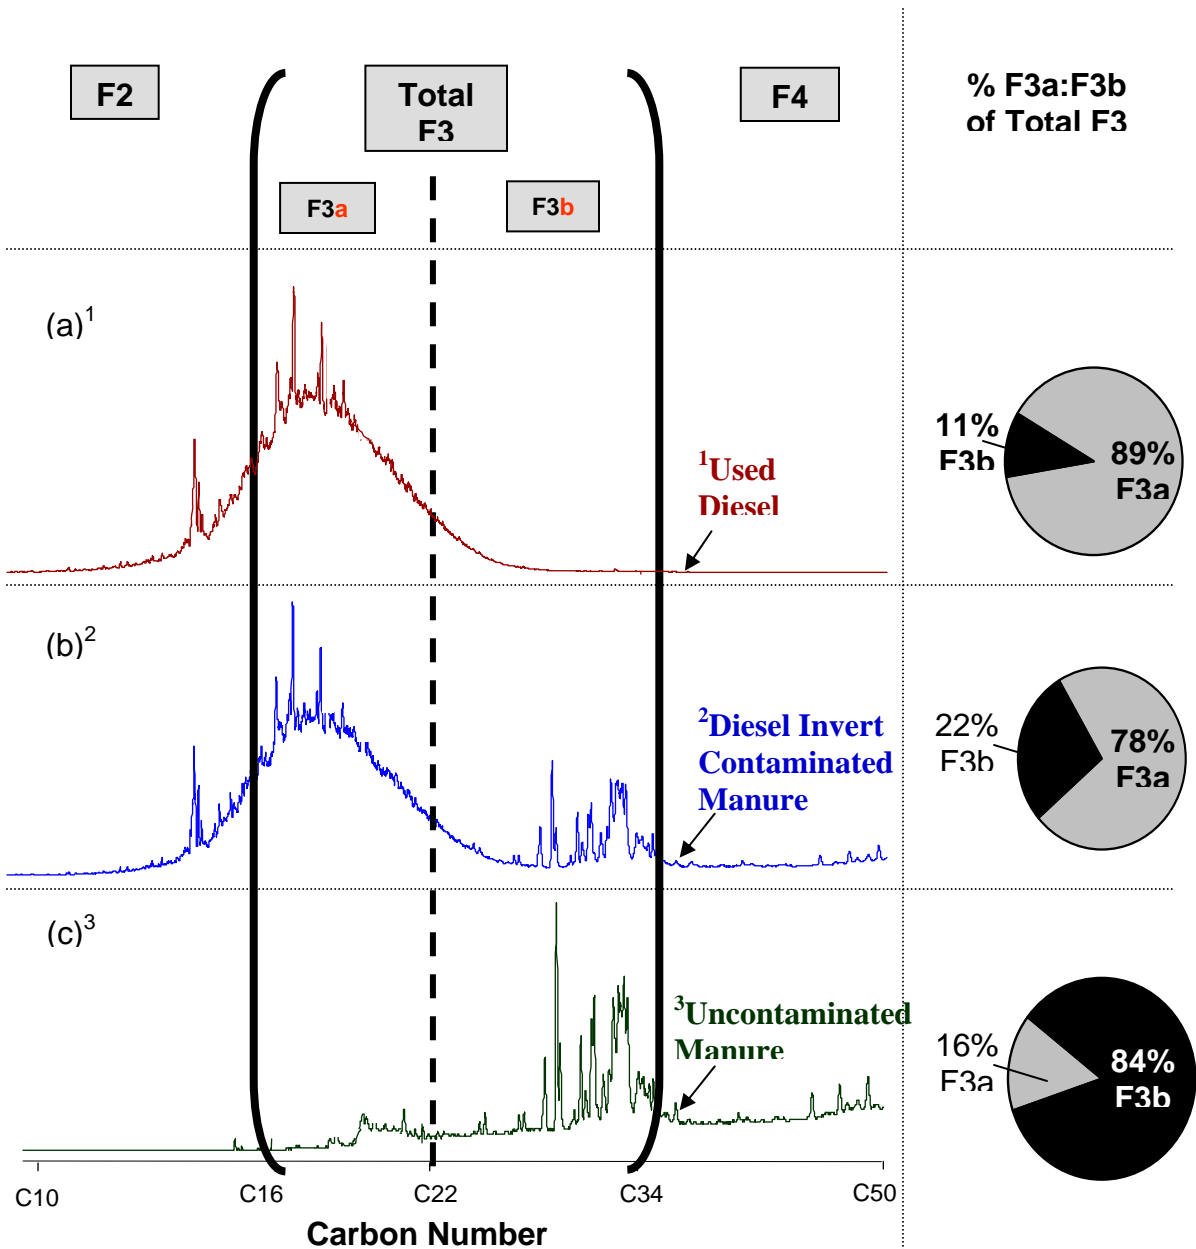 F2
Total
F3
F4
% F3a:F3b
of Total F3
F3a
F3b
(a)¹
¹Used
Diesel
11%
F3b
89%
F3a
(b)²
²Diesel Invert
Contaminated
Manure
22%
F3b
78%
F3a
(c)³
³Uncontaminated
Manure
16%
F3a
84%
F3b
C10
C16
C22
C34
C50
Carbon Number